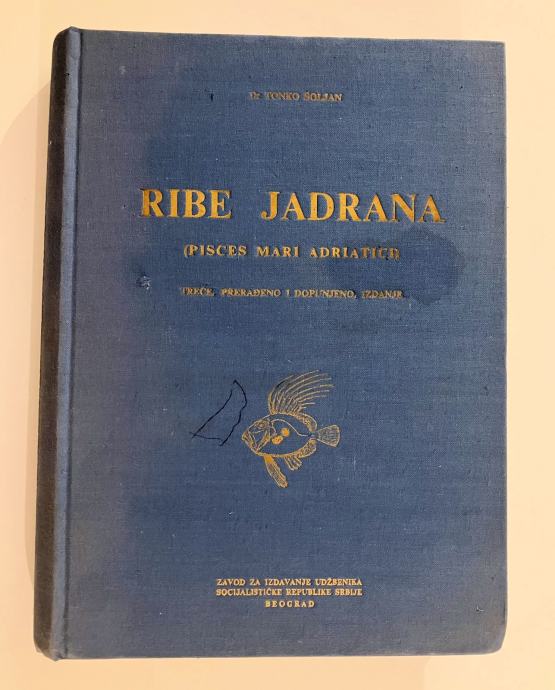 Dr TONKO ŠOLJAN
RIBE JADRANA
(PISCES MARI ADRIATICI)
TREĆE, PRERAĐENO I DOPUNJENO, IZDANJE
ZAVOD ZA IZDAVANJE UDŽBENIKA
SOCIJALISTIČKE REPUBLIKE SRBIJE
BEOGRAD